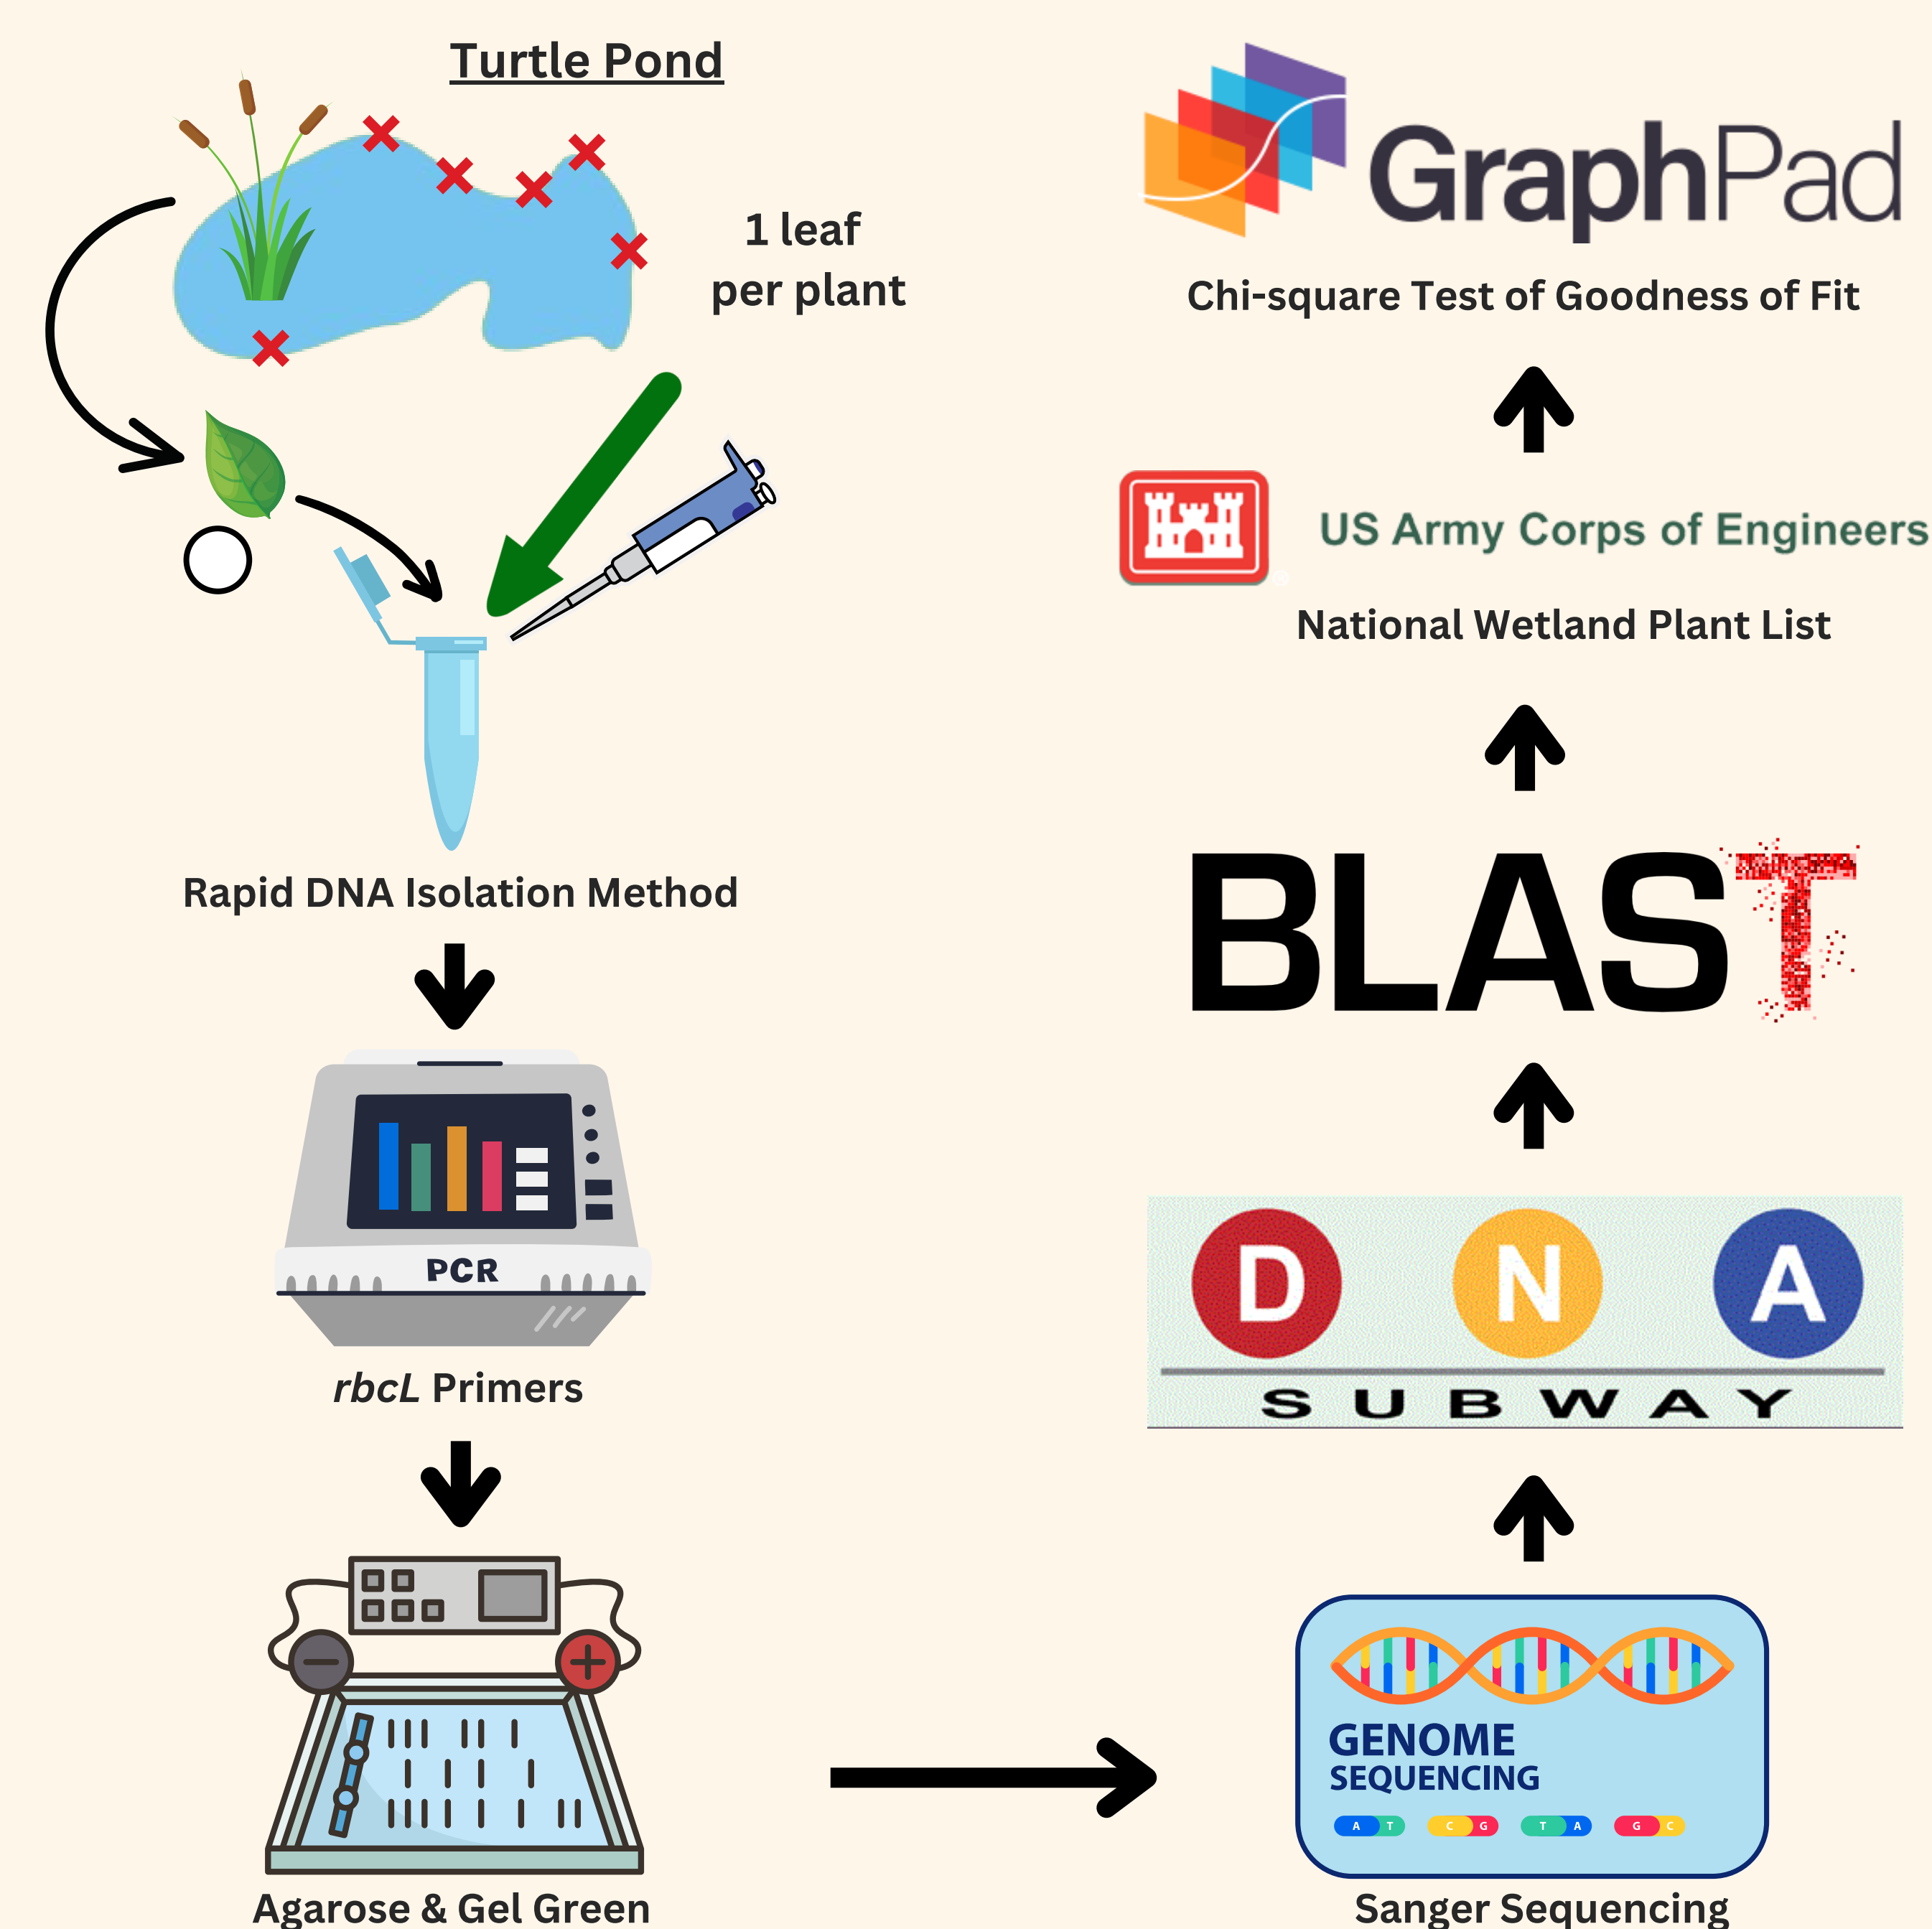 Turtle Pond
1 leaf
per plant
Rapid DNA Isolation Method
PCR
rbcL Primers
Agarose & Gel Green
GraphPad
Chi-square Test of Goodness of Fit
US Army Corps of Engineers
National Wetland Plant List
BLAST
D N A
SUBWAY
GENOME
SEQUENCING
A T C G T A G C
Sanger Sequencing